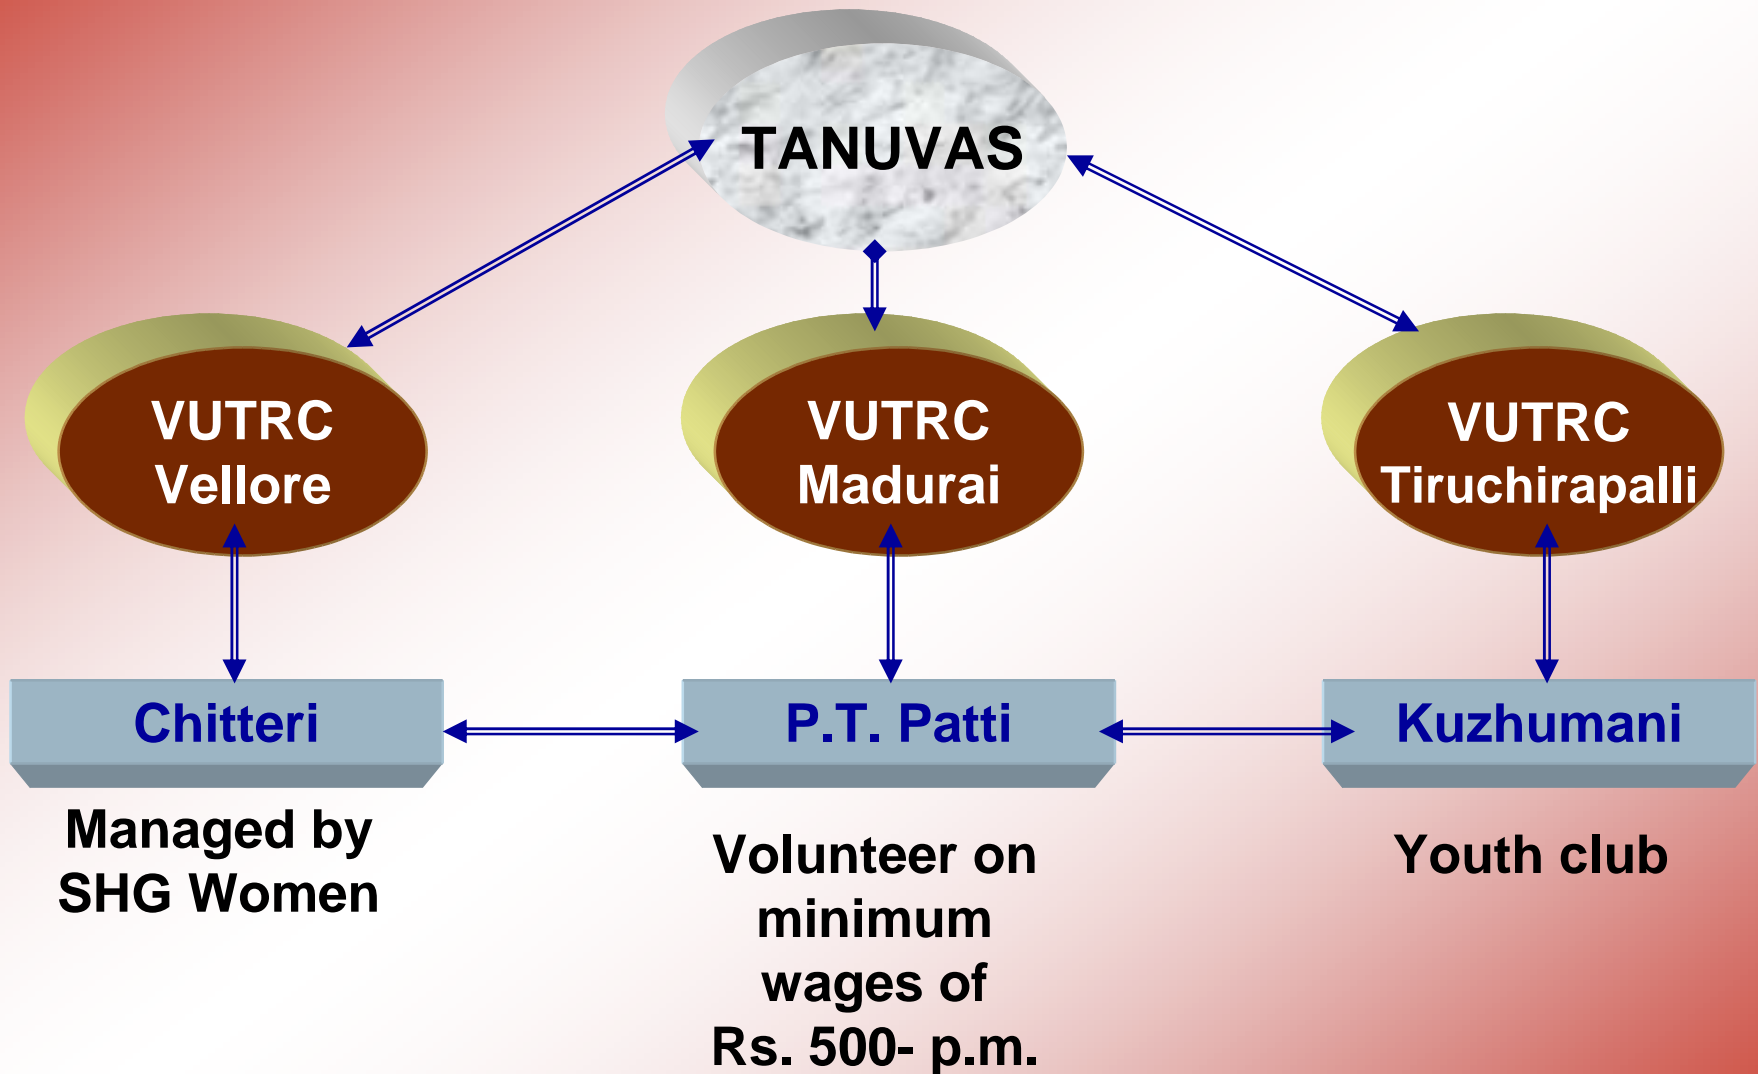 TANUVAS
VUTRC
Vellore
VUTRC
Madurai
VUTRC
Tiruchirapalli
Chitteri
P.T. Patti
Kuzhumani
Managed by
SHG Women
Volunteer on
minimum
wages of
Rs. 500- p.m.
Youth club